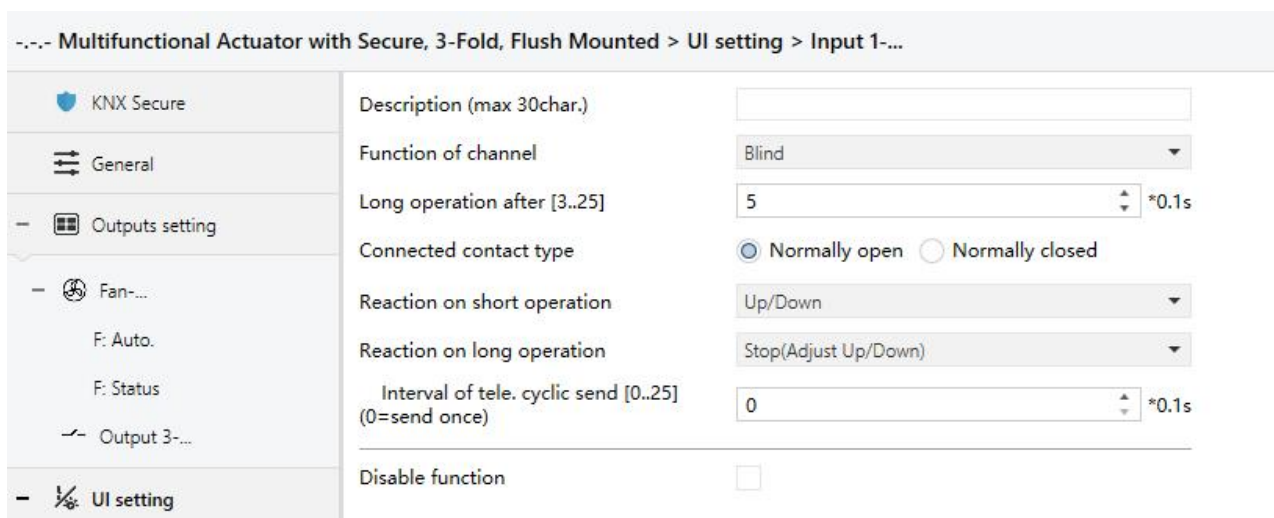 -.-.- Multifunctional Actuator with Secure, 3-Fold, Flush Mounted > UI setting > Input 1-...
KNX Secure
General
Outputs setting
Fan-...
F: Auto.
F: Status
Output 3-...
UI setting
Description (max 30char.)
Function of channel Blind
Long operation after [3..25] 5 *0.1s
Connected contact type Normally open Normally closed
Reaction on short operation Up/Down
Reaction on long operation Stop(Adjust Up/Down)
Interval of tele. cyclic send [0..25]
(0=send once) 0 *0.1s
Disable function